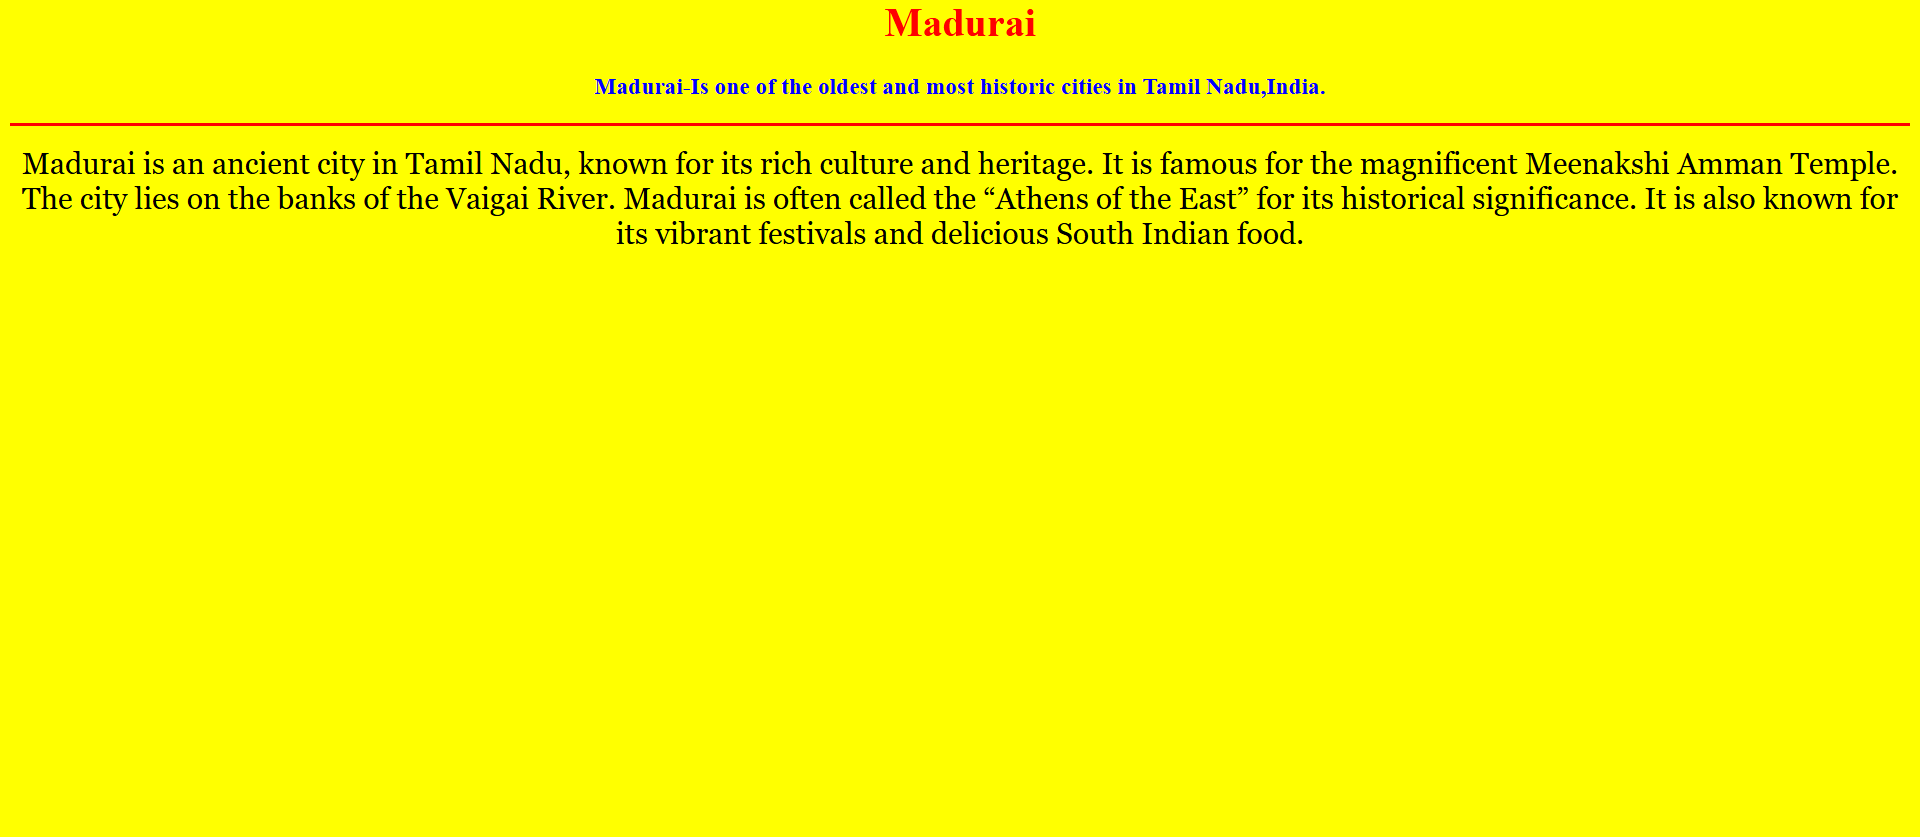 Madurai
Madurai-Is one of the oldest and most historic cities in Tamil Nadu,India.
Madurai is an ancient city in Tamil Nadu, known for its rich culture and heritage. It is famous for the magnificent Meenakshi Amman Temple.
The city lies on the banks of the Vaigai River. Madurai is often called the “Athens of the East” for its historical significance. It is also known for
its vibrant festivals and delicious South Indian food.